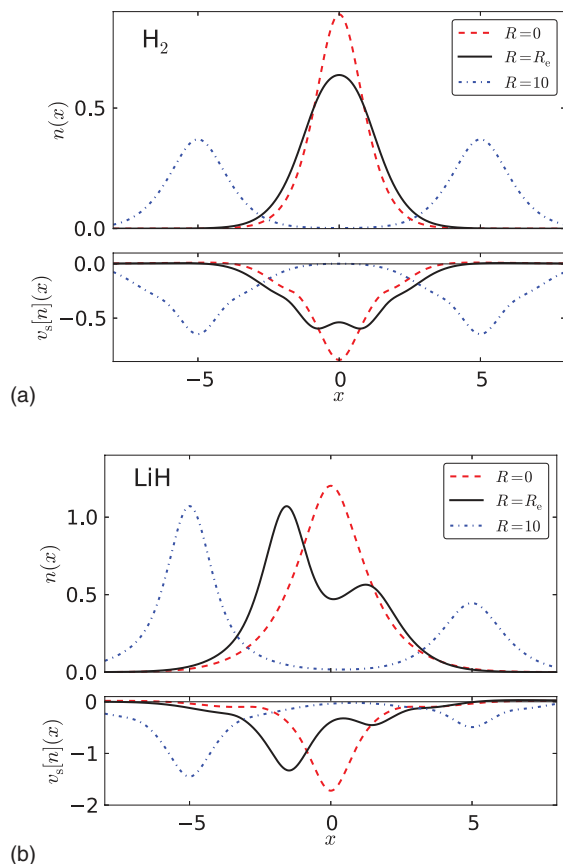 H₂
R=0
R=Rₑ
R=10
n(x)
0.5
0.0
vₛ[n](x)
0.0
−0.5
−5 0 5
x
(a)
LiH
R=0
R=Rₑ
R=10
n(x)
1.0
0.5
0.0
vₛ[n](x)
0
−1
−2
−5 0 5
x
(b)